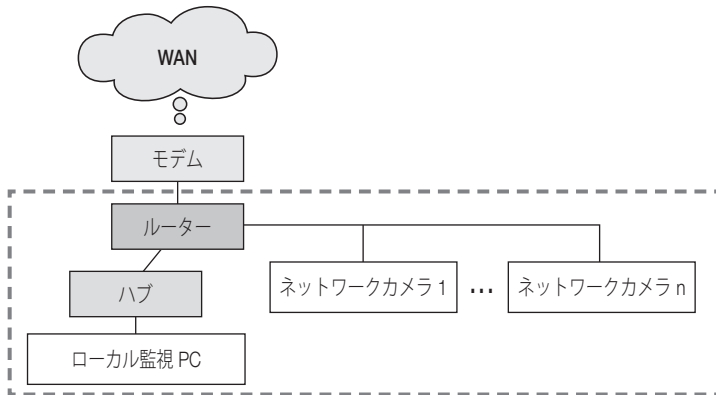 WAN
モデム
ルーター
ネットワークカメラ 1
...
ネットワークカメラ n
ハブ
ローカル監視 PC